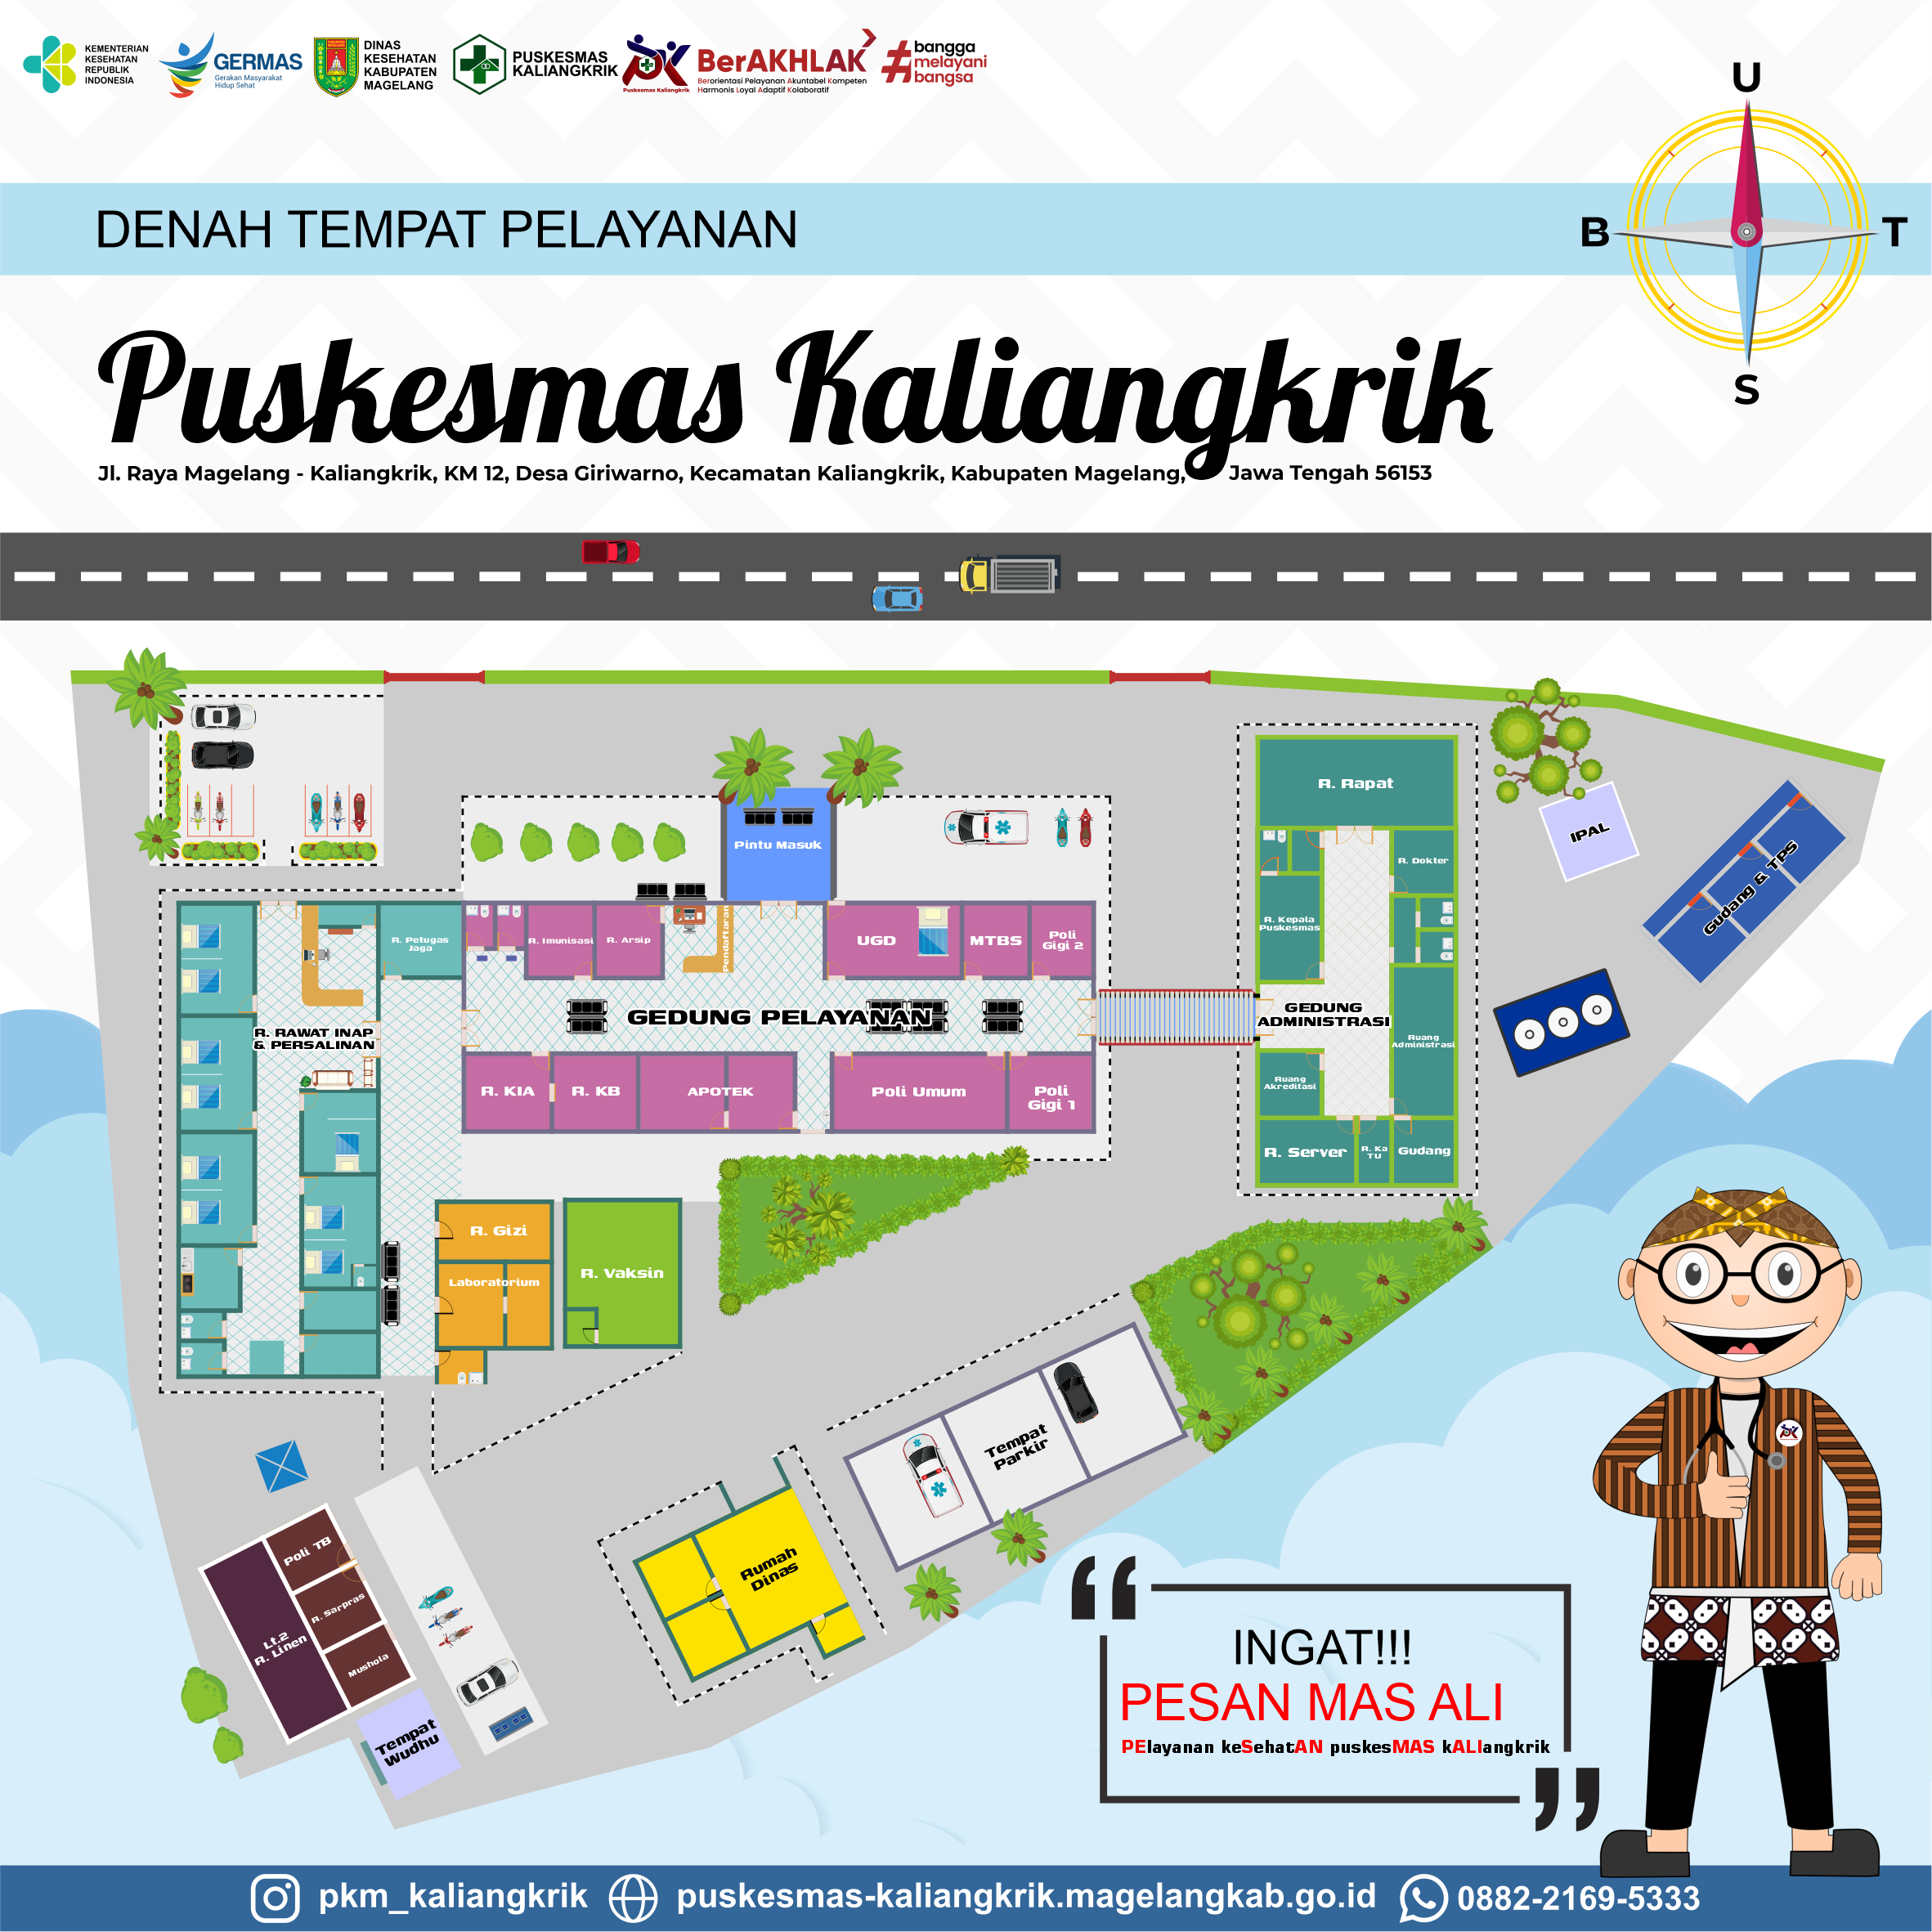 KEMENTERIAN
KESEHATAN
REPUBLIK
INDONESIA
GERMAS
Gerakan Masyarakat
Hidup Sehat
DINAS
KESEHATAN
KABUPATEN
MAGELANG
PUSKESMAS
KALIANGKRIK
Puskesmas Kaliangkrik
BerAKHLAK
Berorientasi Pelayanan Akuntabel Kompeten
Harmonis Loyal Adaptif Kolaboratif
#bangga
melayani
bangsa
U
B
T
S
DENAH TEMPAT PELAYANAN
Puskesmas Kaliangkrik
Jl. Raya Magelang - Kaliangkrik, KM 12, Desa Giriwarno, Kecamatan Kaliangkrik, Kabupaten Magelang, Jawa Tengah 56153
Pintu Masuk
R. Rapat
IPAL
Gudang & TPS
R. Dokter
R. Kepala
Puskesmas
R. Petugas
Jaga
R. Imunisasi
R. Arsip
Pendaftaran
UGD
MTBS
Poli
Gigi 2
GEDUNG PELAYANAN
GEDUNG
ADMINISTRASI
R. RAWAT INAP
& PERSALINAN
Ruang
Administrasi
Ruang
Akreditasi
R. KIA
R. KB
APOTEK
Poli Umum
Poli
Gigi 1
R. Server
R. Ka
TU
Gudang
R. Gizi
Laboratorium
R. Vaksin
Tempat
Parkir
Rumah
Dinas
Poli TB
R. Sarpras
Mushola
Lt.2
R. Linen
Tempat
Wudhu
INGAT!!!
PESAN MAS ALI
PElayanan keSehatAN puskesMAS kALIangkrik
pkm_kaliangkrik
puskesmas-kaliangkrik.magelangkab.go.id
0882-2169-5333